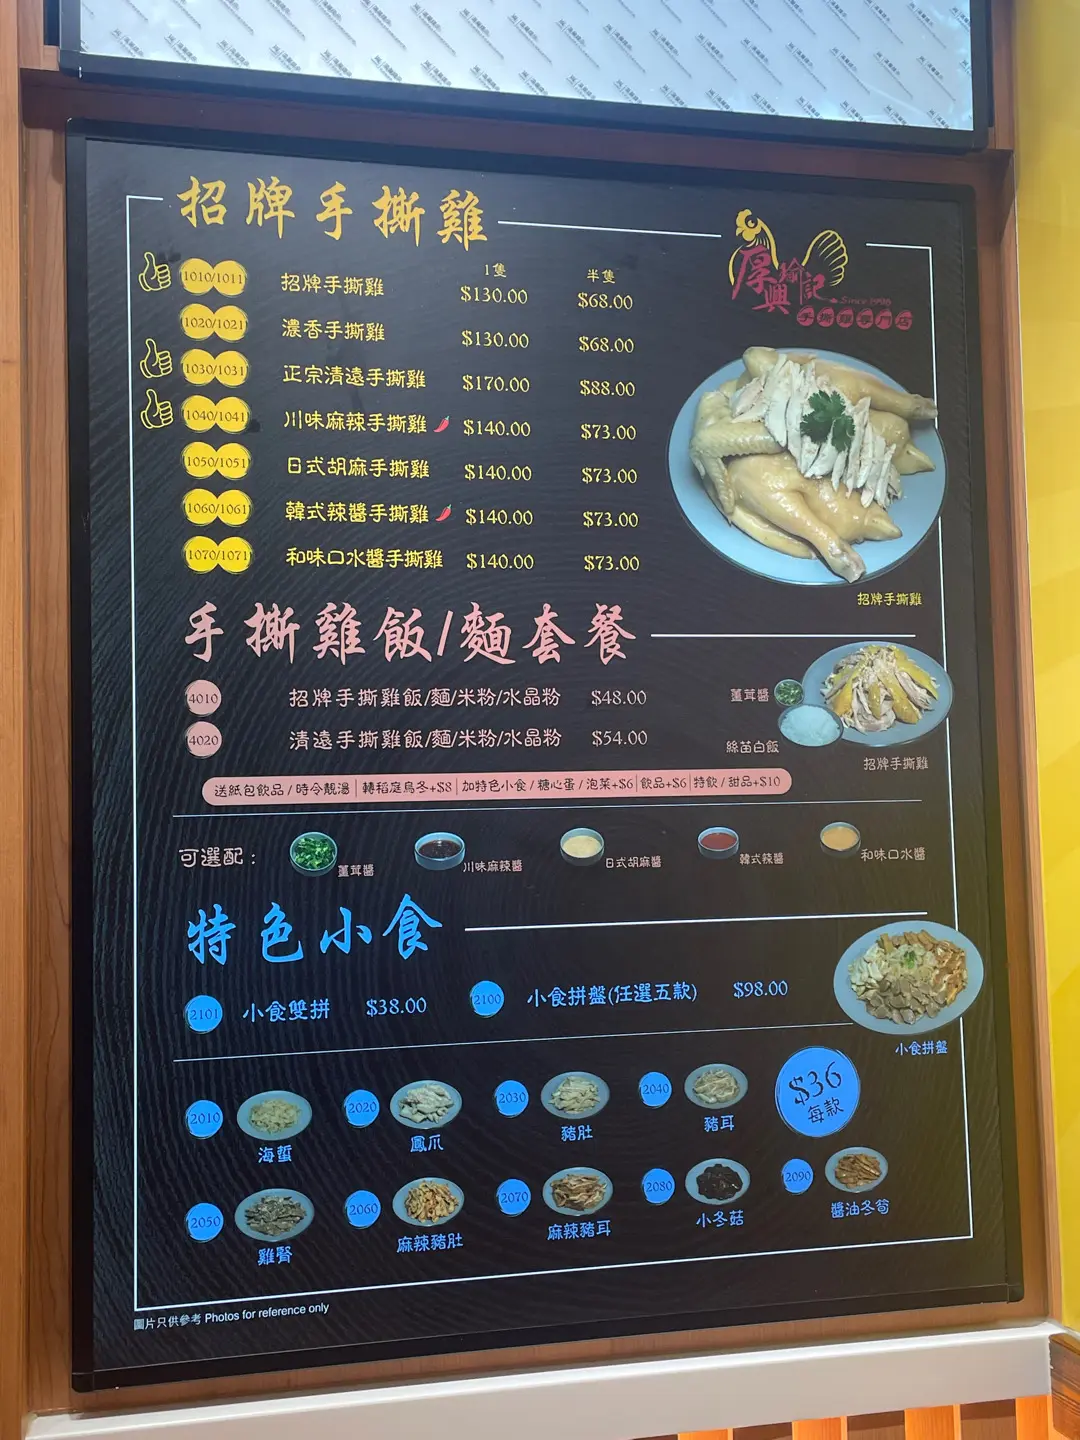 招牌手撕雞
厚瑜興記
Since 1998
手撕雞專門店
1隻 半隻
1010/1011 招牌手撕雞 $130.00 $68.00
1020/1021 濃香手撕雞 $130.00 $68.00
1030/1031 正宗清遠手撕雞 $170.00 $88.00
1040/1041 川味麻辣手撕雞 $140.00 $73.00
1050/1051 日式胡麻手撕雞 $140.00 $73.00
1060/1061 韓式辣醬手撕雞 $140.00 $73.00
1070/1071 和味口水醬手撕雞 $140.00 $73.00
招牌手撕雞
手撕雞飯/麵套餐
4010 招牌手撕雞飯/麵/米粉/水晶粉 $48.00
4020 清遠手撕雞飯/麵/米粉/水晶粉 $54.00
薑茸醬
絲苗白飯
招牌手撕雞
送紙包飲品 / 時令靚湯 | 轉稻庭烏冬+$8 | 加特色小食 / 糖心蛋 / 泡菜+$6 | 飲品+$6 | 特飲 / 甜品+$10
可選配： 薑茸醬 川味麻辣醬 日式胡麻醬 韓式辣醬 和味口水醬
特色小食
2101 小食雙拼 $38.00 2100 小食拼盤(任選五款) $98.00
小食拼盤
2010 海蜇 2020 鳳爪 2030 豬肚 2040 豬耳
$36
每款
2050 雞腎 2060 麻辣豬肚 2070 麻辣豬耳 2080 小冬菇 2090 醬油冬筍
圖片只供參考 Photos for reference only